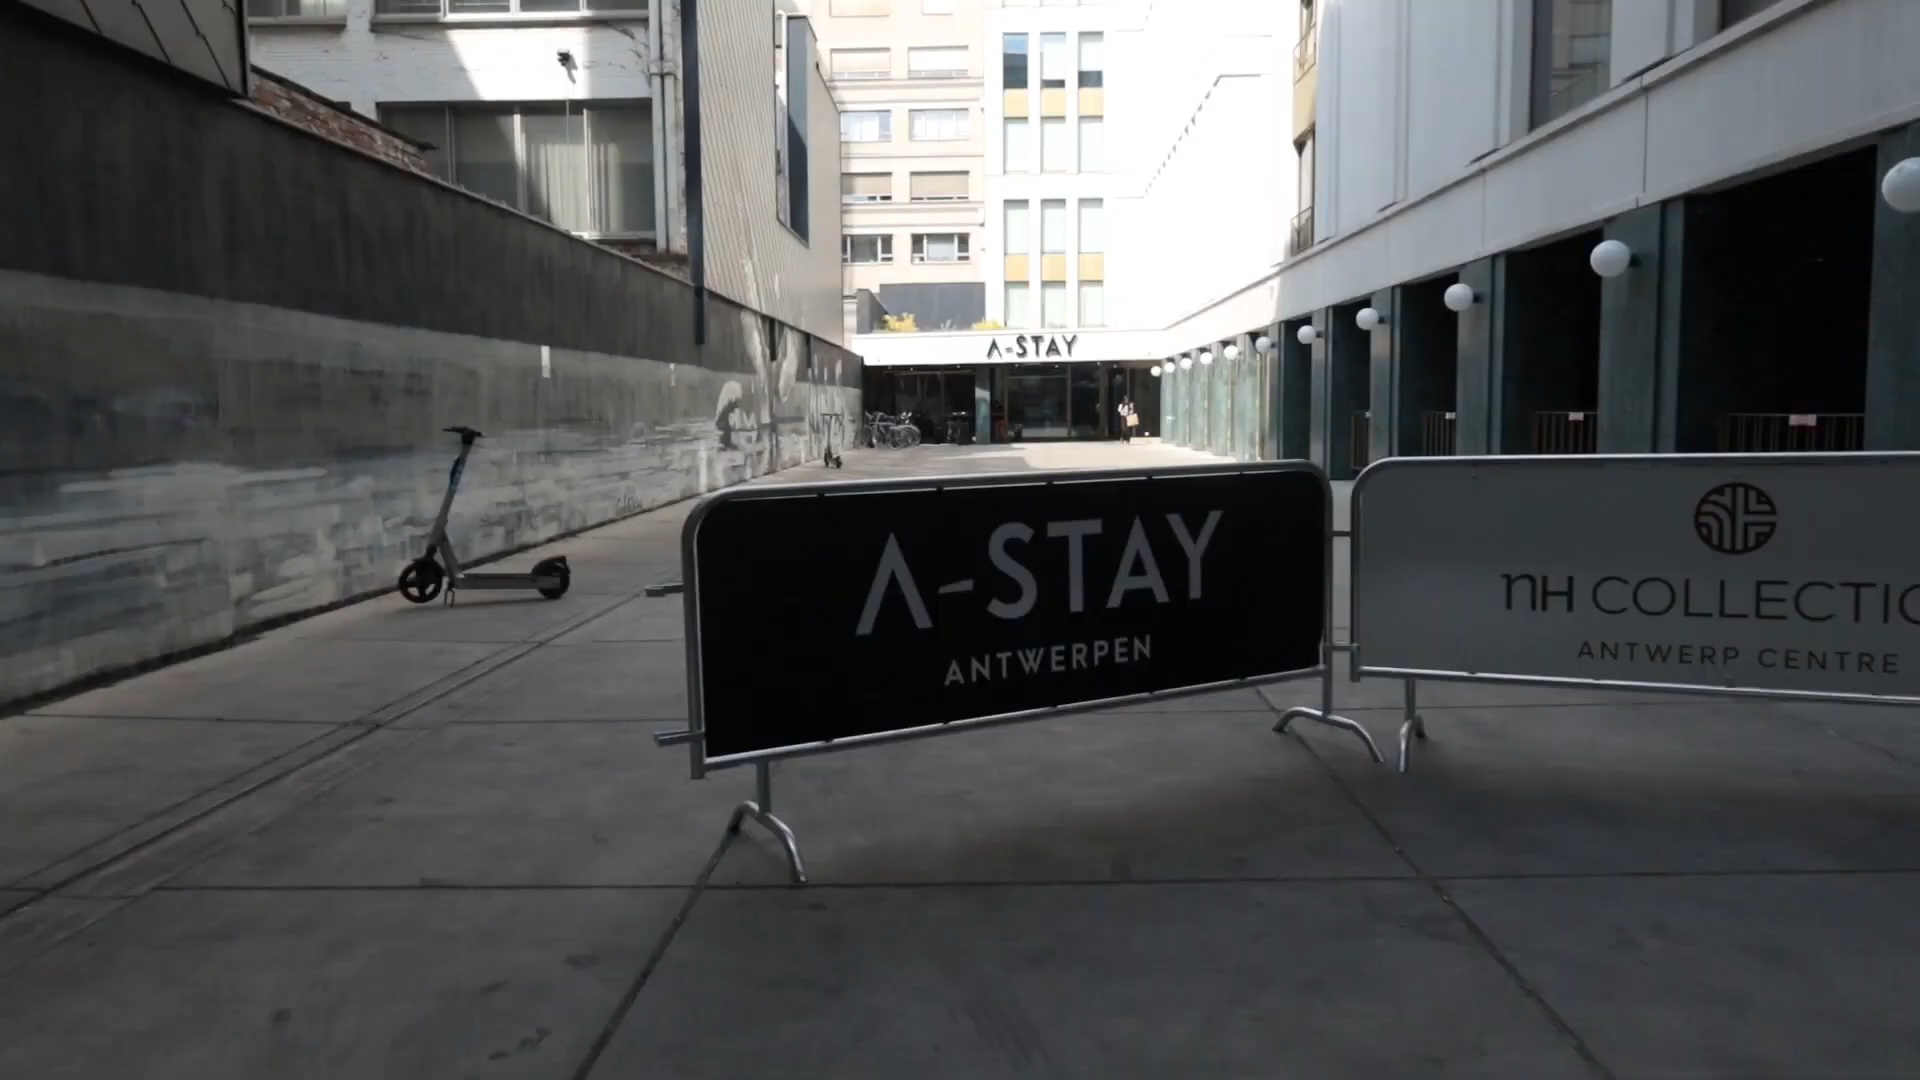 A-STAY
A-STAY
ANTWERPEN
nH COLLECTIO
ANTWERP CENTRE